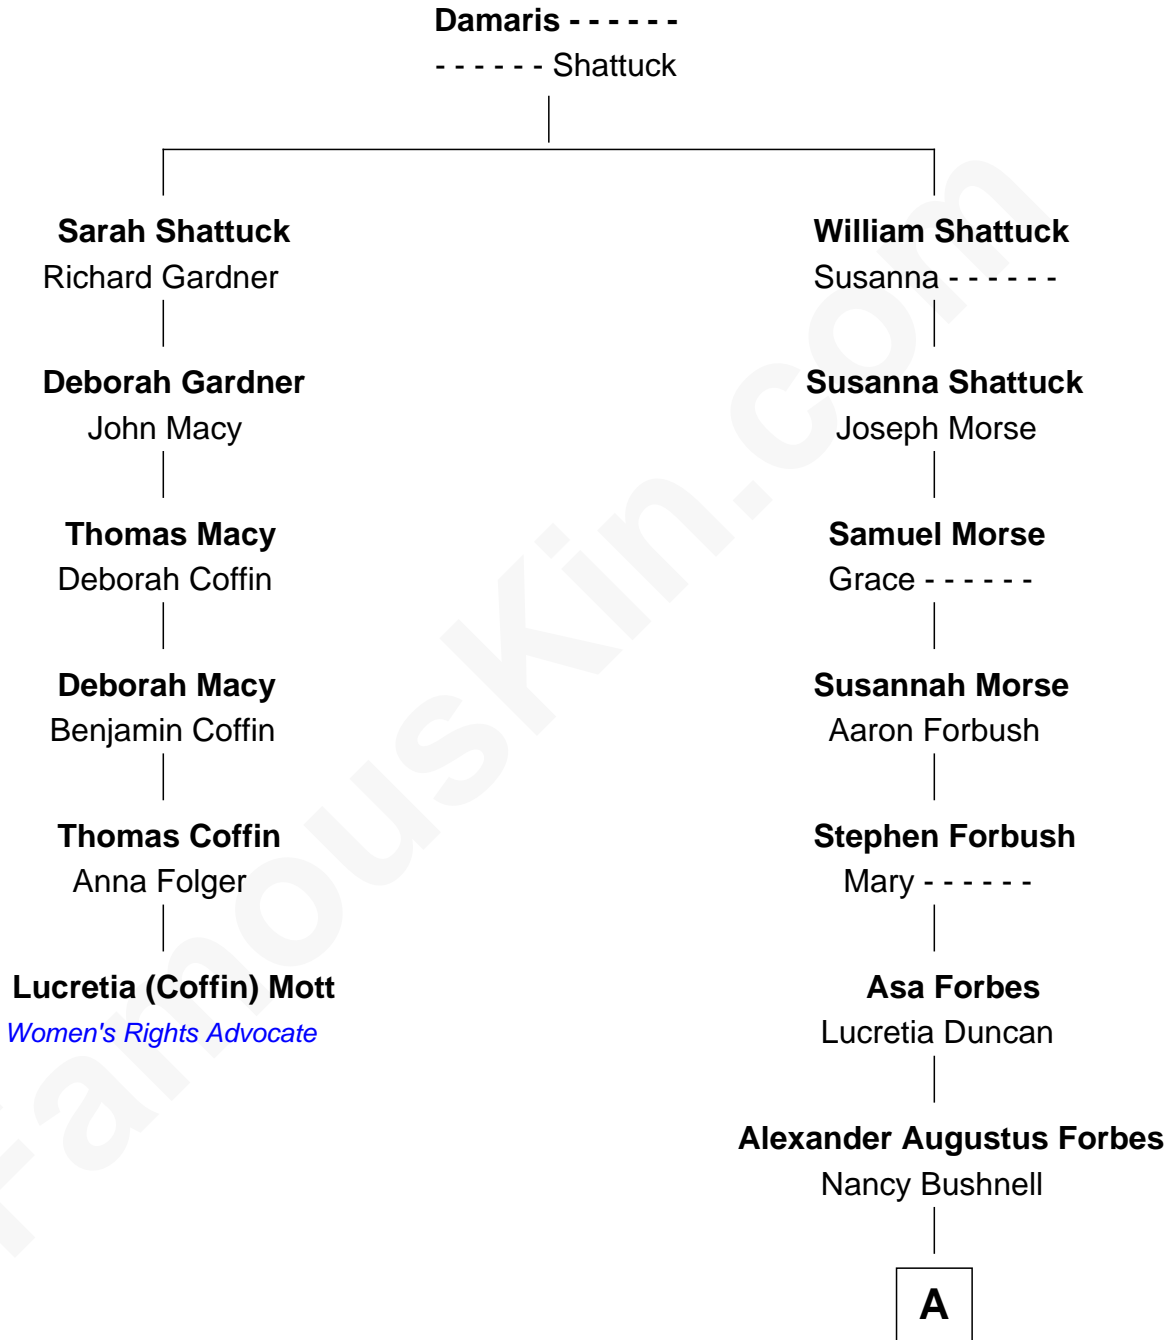 Damaris - - - - - -
- - - - - - Shattuck
Sarah Shattuck
Richard Gardner
Deborah Gardner
John Macy
Thomas Macy
Deborah Coffin
Deborah Macy
Benjamin Coffin
Thomas Coffin
Anna Folger
Lucretia (Coffin) Mott
Women's Rights Advocate
William Shattuck
Susanna - - - - - -
Susanna Shattuck
Joseph Morse
Samuel Morse
Grace - - - - - -
Susannah Morse
Aaron Forbush
Stephen Forbush
Mary - - - - - -
Asa Forbes
Lucretia Duncan
Alexander Augustus Forbes
Nancy Bushnell
A
FamousKin.com